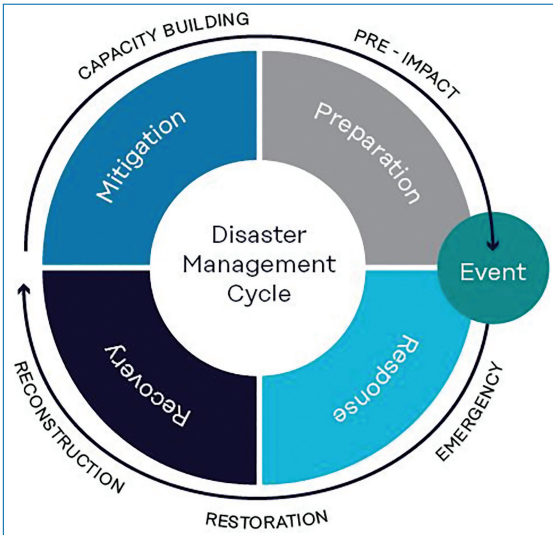 CAPACITY BUILDING
PRE - IMPACT
Mitigation
Preparation
Disaster
Management
Cycle
Event
Recovery
Response
RECONSTRUCTION
EMERGENCY
RESTORATION